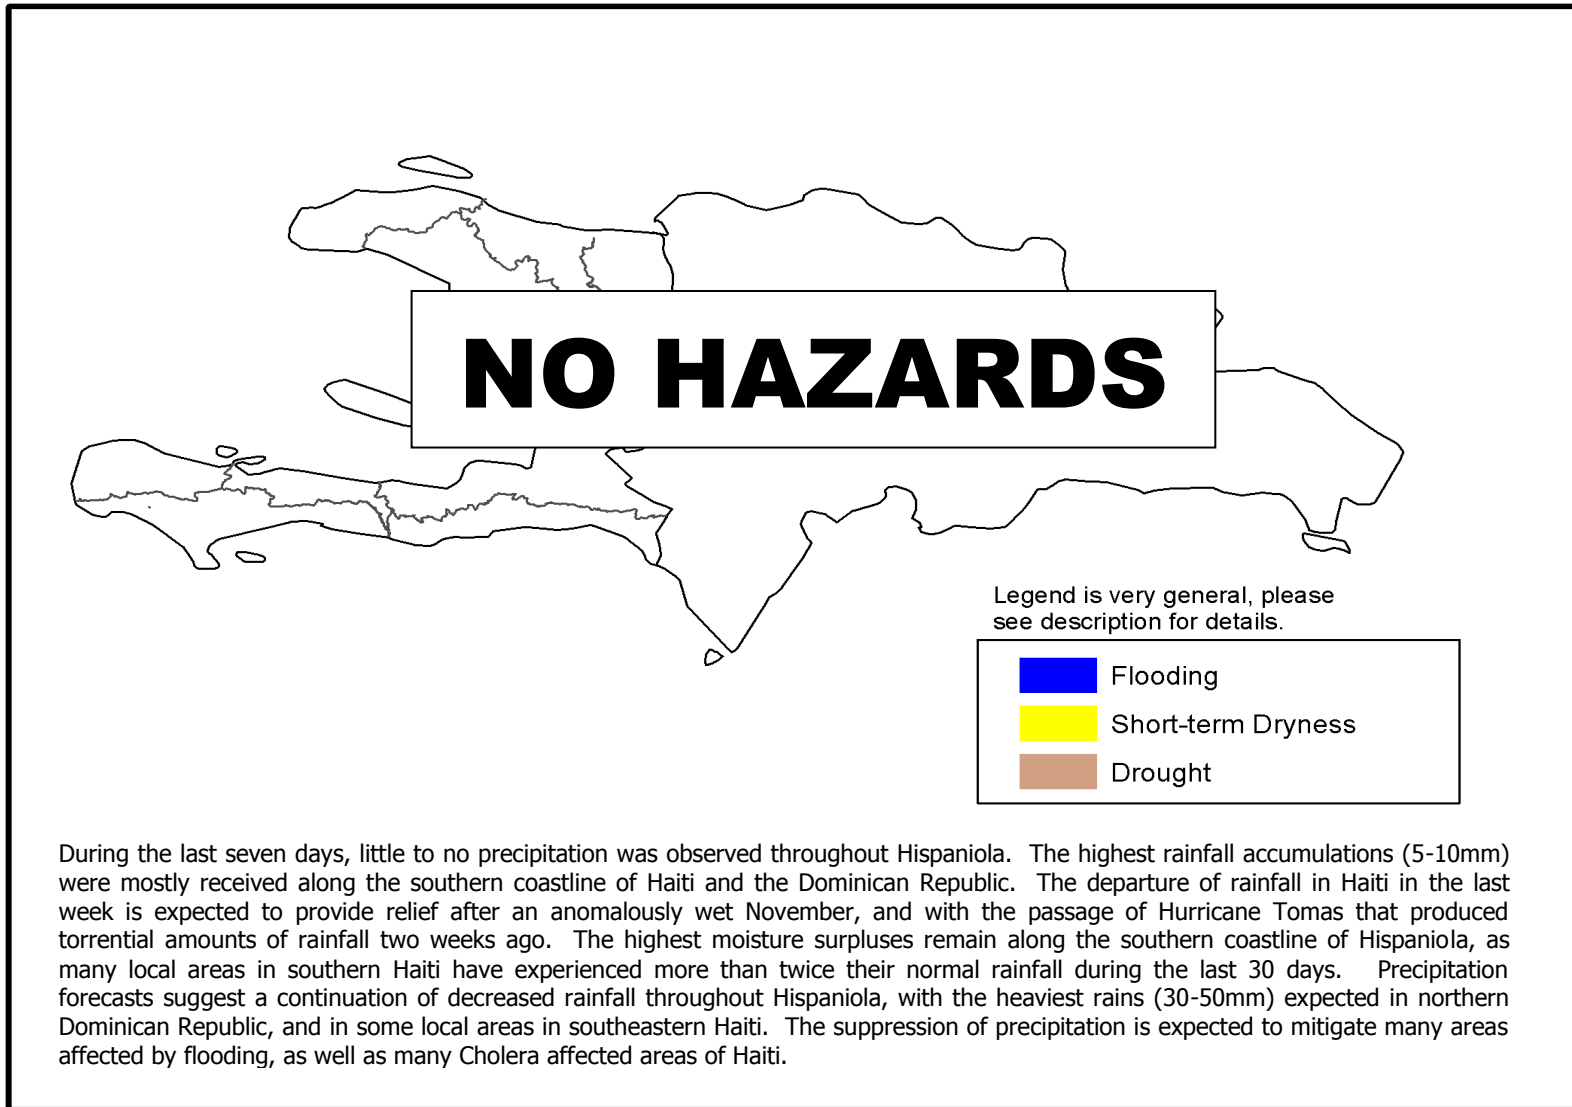 NO HAZARDS
Legend is very general, please
see description for details.
Flooding
Short-term Dryness
Drought
During the last seven days, little to no precipitation was observed throughout Hispaniola. The highest rainfall accumulations (5-10mm)
were mostly received along the southern coastline of Haiti and the Dominican Republic. The departure of rainfall in Haiti in the last
week is expected to provide relief after an anomalously wet November, and with the passage of Hurricane Tomas that produced
torrential amounts of rainfall two weeks ago. The highest moisture surpluses remain along the southern coastline of Hispaniola, as
many local areas in southern Haiti have experienced more than twice their normal rainfall during the last 30 days. Precipitation
forecasts suggest a continuation of decreased rainfall throughout Hispaniola, with the heaviest rains (30-50mm) expected in northern
Dominican Republic, and in some local areas in southeastern Haiti. The suppression of precipitation is expected to mitigate many areas
affected by flooding, as well as many Cholera affected areas of Haiti.